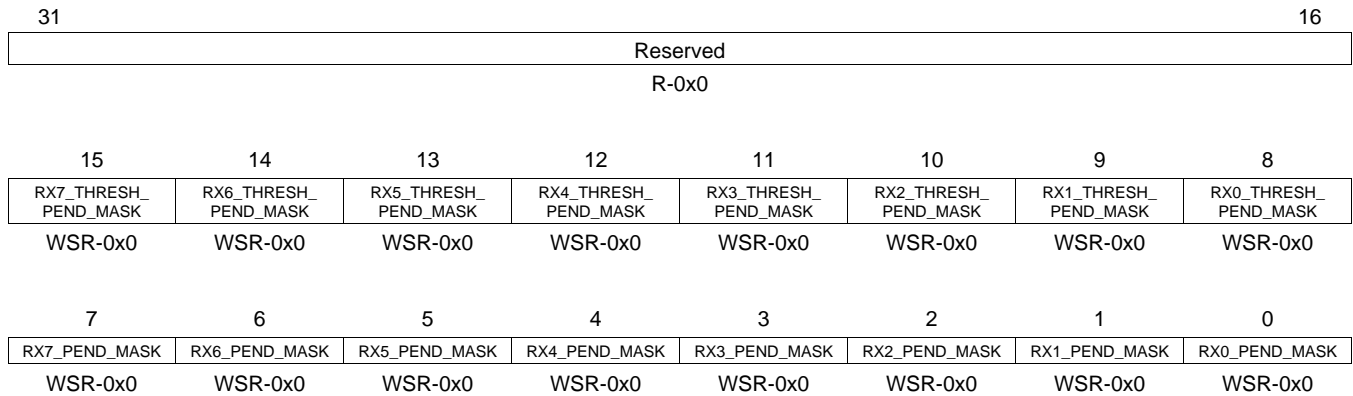 31 16
Reserved
R-0x0
15 14 13 12 11 10 9 8
RX7_THRESH_ RX6_THRESH_ RX5_THRESH_ RX4_THRESH_ RX3_THRESH_ RX2_THRESH_ RX1_THRESH_ RX0_THRESH_
PEND_MASK PEND_MASK PEND_MASK PEND_MASK PEND_MASK PEND_MASK PEND_MASK PEND_MASK
WSR-0x0 WSR-0x0 WSR-0x0 WSR-0x0 WSR-0x0 WSR-0x0 WSR-0x0 WSR-0x0
7 6 5 4 3 2 1 0
RX7_PEND_MASK RX6_PEND_MASK RX5_PEND_MASK RX4_PEND_MASK RX3_PEND_MASK RX2_PEND_MASK RX1_PEND_MASK RX0_PEND_MASK
WSR-0x0 WSR-0x0 WSR-0x0 WSR-0x0 WSR-0x0 WSR-0x0 WSR-0x0 WSR-0x0